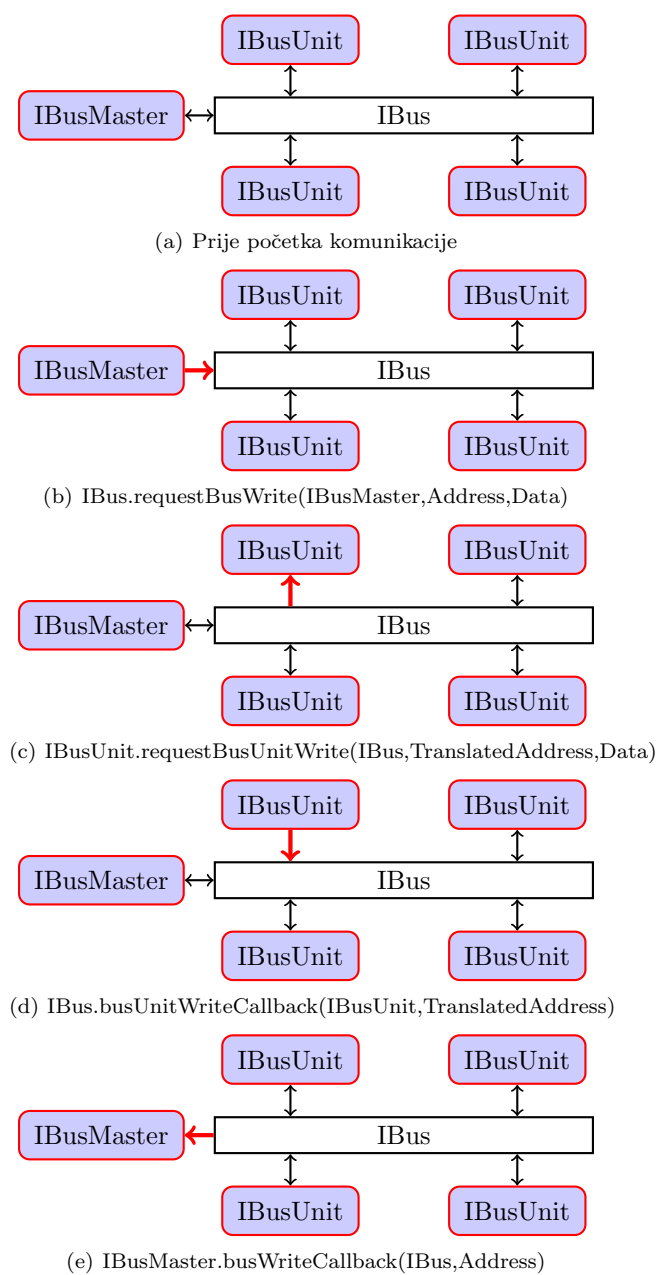 IBusUnit IBusUnit
IBusMaster IBus
IBusUnit IBusUnit
(a) Prije početka komunikacije
IBusUnit IBusUnit
IBusMaster IBus
IBusUnit IBusUnit
(b) IBus.requestBusWrite(IBusMaster,Address,Data)
IBusUnit IBusUnit
IBusMaster IBus
IBusUnit IBusUnit
(c) IBusUnit.requestBusUnitWrite(IBus,TranslatedAddress,Data)
IBusUnit IBusUnit
IBusMaster IBus
IBusUnit IBusUnit
(d) IBus.busUnitWriteCallback(IBusUnit,TranslatedAddress)
IBusUnit IBusUnit
IBusMaster IBus
IBusUnit IBusUnit
(e) IBusMaster.busWriteCallback(IBus,Address)